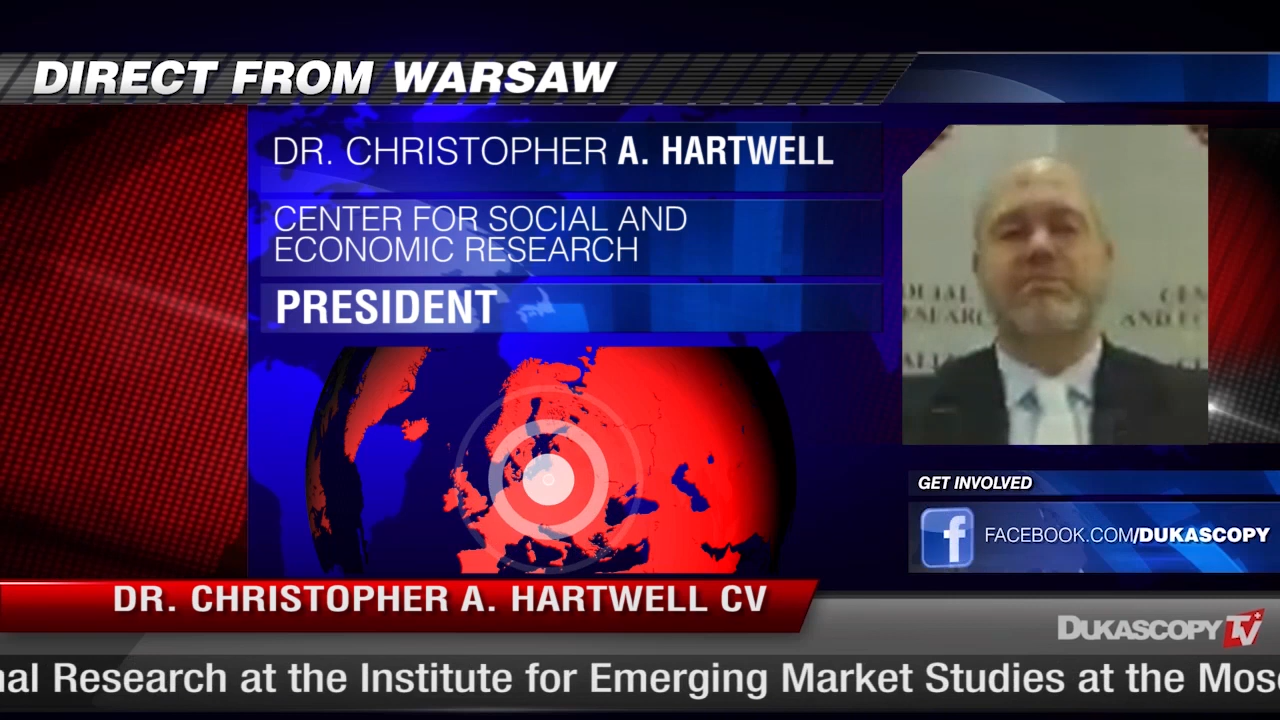 DIRECT FROM WARSAW
DR. CHRISTOPHER A. HARTWELL
CENTER FOR SOCIAL AND
ECONOMIC RESEARCH
PRESIDENT
GET INVOLVED
f FACEBOOK.COM/DUKASCOPY
DR. CHRISTOPHER A. HARTWELL CV
DUKASCOPY TV
nal Research at the Institute for Emerging Market Studies at the Mosc